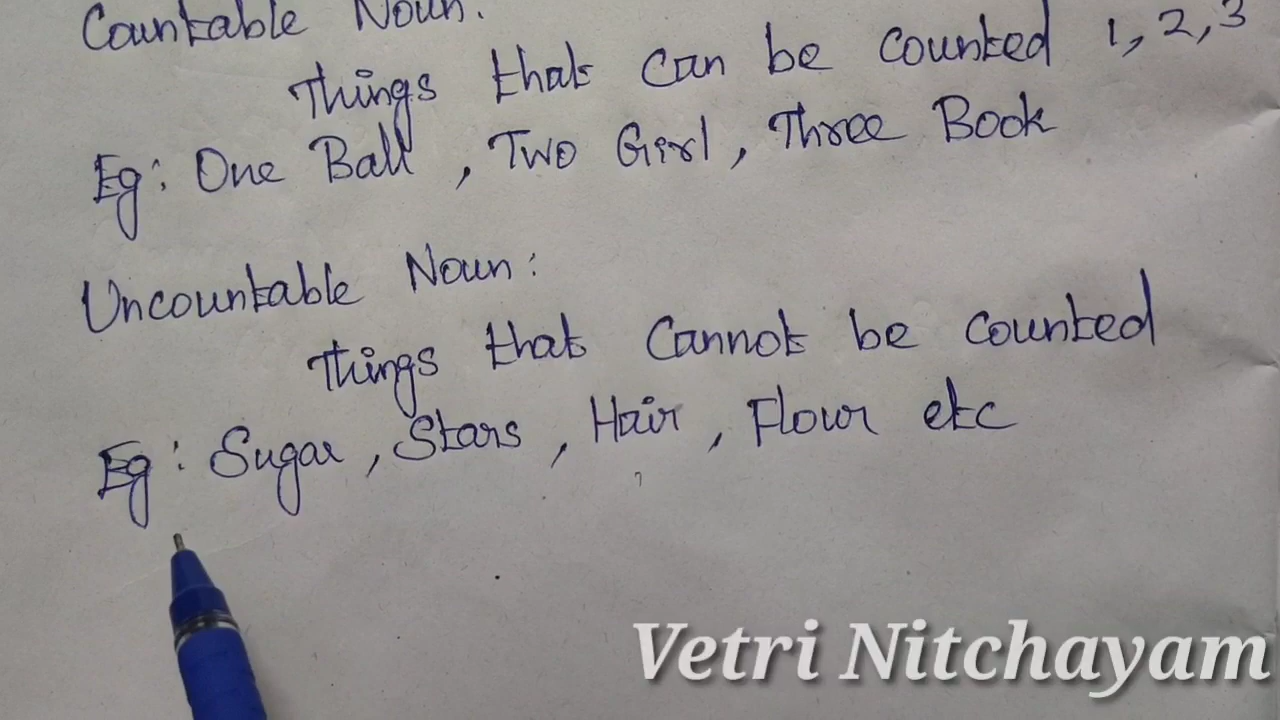 Countable Noun:
Things that can be counted 1, 2, 3
Eg: One Ball, Two Girl, Three Book
Uncountable Noun:
Things that cannot be counted
Eg: Sugar, Stars, Hair, Flour etc
Vetri Nitchayam